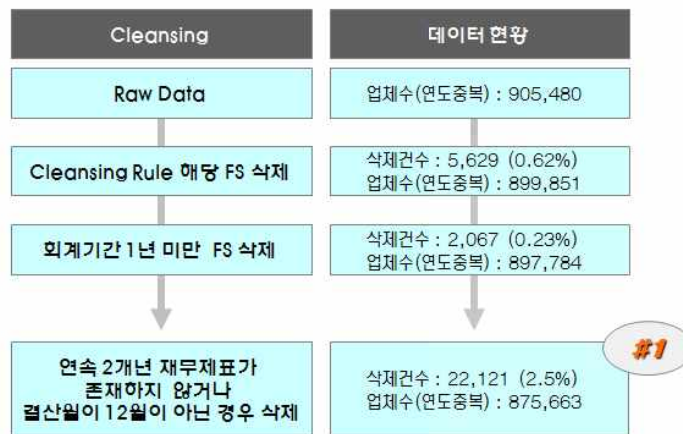 Cleansing
데이터 현황
Raw Data
업체수(연도중복) : 905,480
Cleansing Rule 해당 FS 삭제
삭제건수 : 5,629 (0.62%)
업체수(연도중복) : 899,851
회계기간 1년 미만 FS 삭제
삭제건수 : 2,067 (0.23%)
업체수(연도중복) : 897,784
연속 2개년 재무제표가
존재하지 않거나
결산월이 12월이 아닌 경우 삭제
#1
삭제건수 : 22,121 (2.5%)
업체수(연도중복) : 875,663